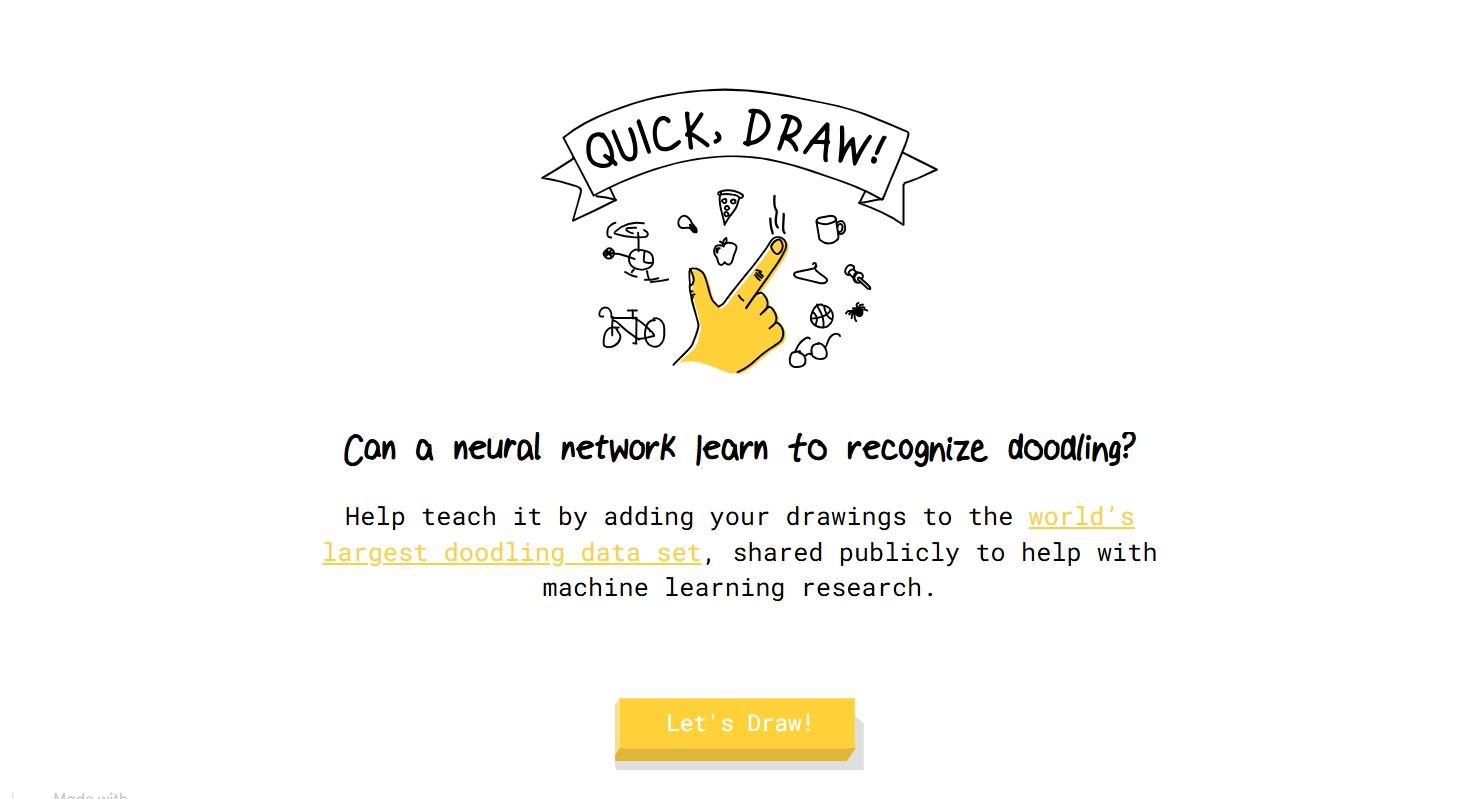 QUICK, DRAW!
Can a neural network learn to recognize doodling?
Help teach it by adding your drawings to the world’s
largest doodling data set, shared publicly to help with
machine learning research.
Let's Draw!
Made with